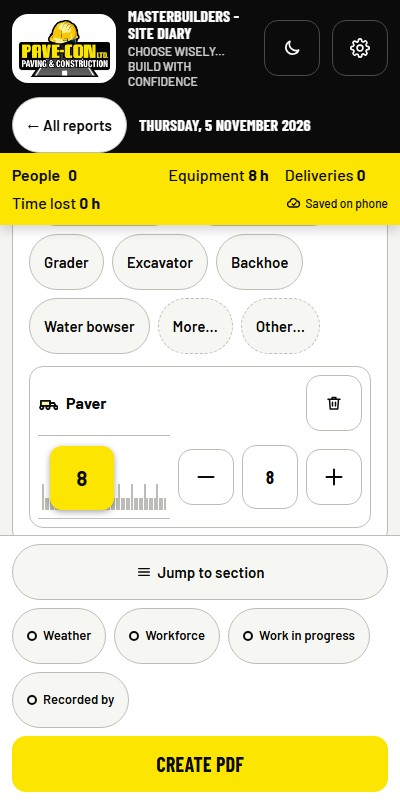 PAVE-CON LTD.
PAVING & CONSTRUCTION
MASTERBUILDERS -
SITE DIARY
CHOOSE WISELY...
BUILD WITH
CONFIDENCE
← All reports
THURSDAY, 5 NOVEMBER 2026
People 0
Equipment 8 h
Deliveries 0
Time lost 0 h
Saved on phone
Grader
Excavator
Backhoe
Water bowser
More...
Other...
Paver
8
8
Jump to section
Weather
Workforce
Work in progress
Recorded by
CREATE PDF